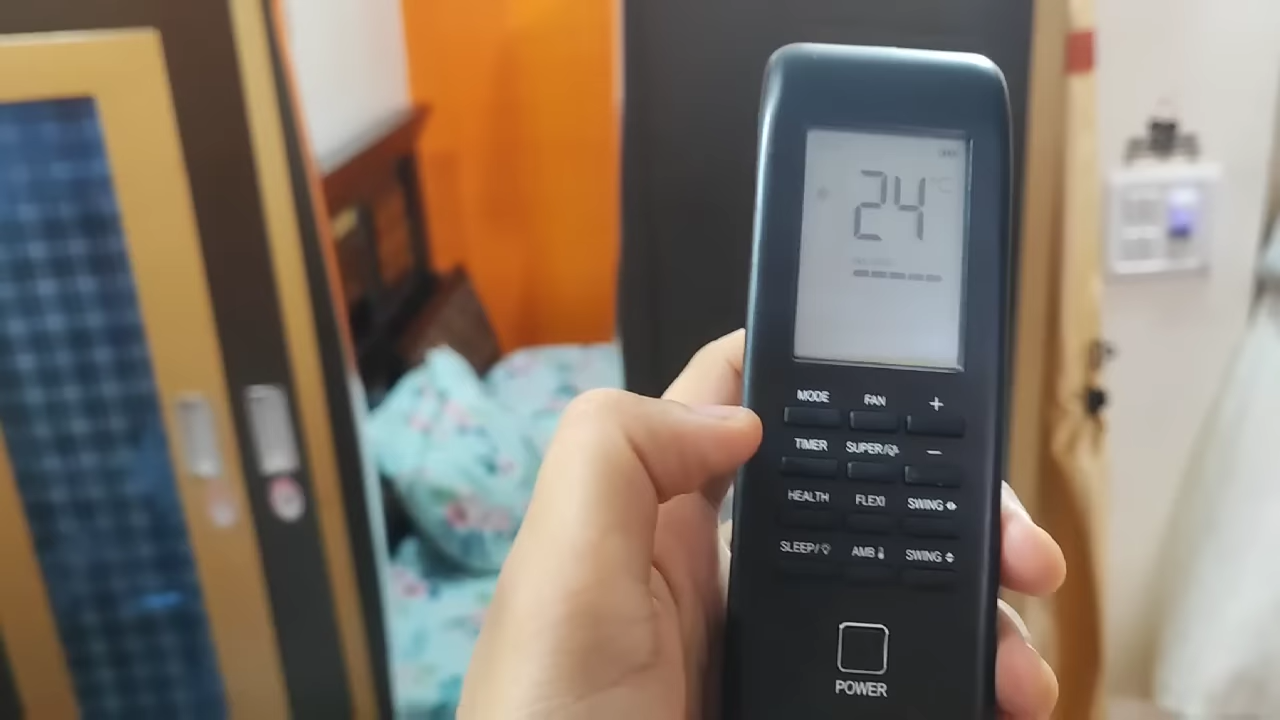 24 °C
MODE FAN +
TIMER SUPER/ −
HEALTH FLEXI SWING
SLEEP/ AMB SWING
POWER